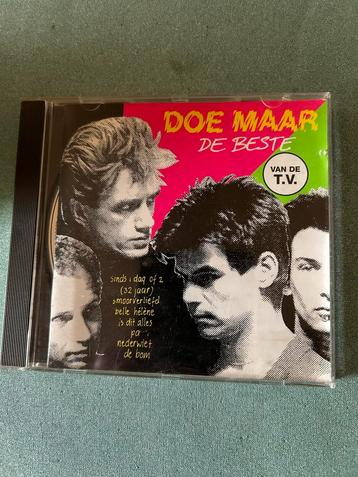 DOE MAAR
DE BESTE
VAN DE
T.V.
sinds 1 dag of 2
(32 jaar)
smoorverliefd
belle hélène
is dit alles
pa
nederwiet
de bom